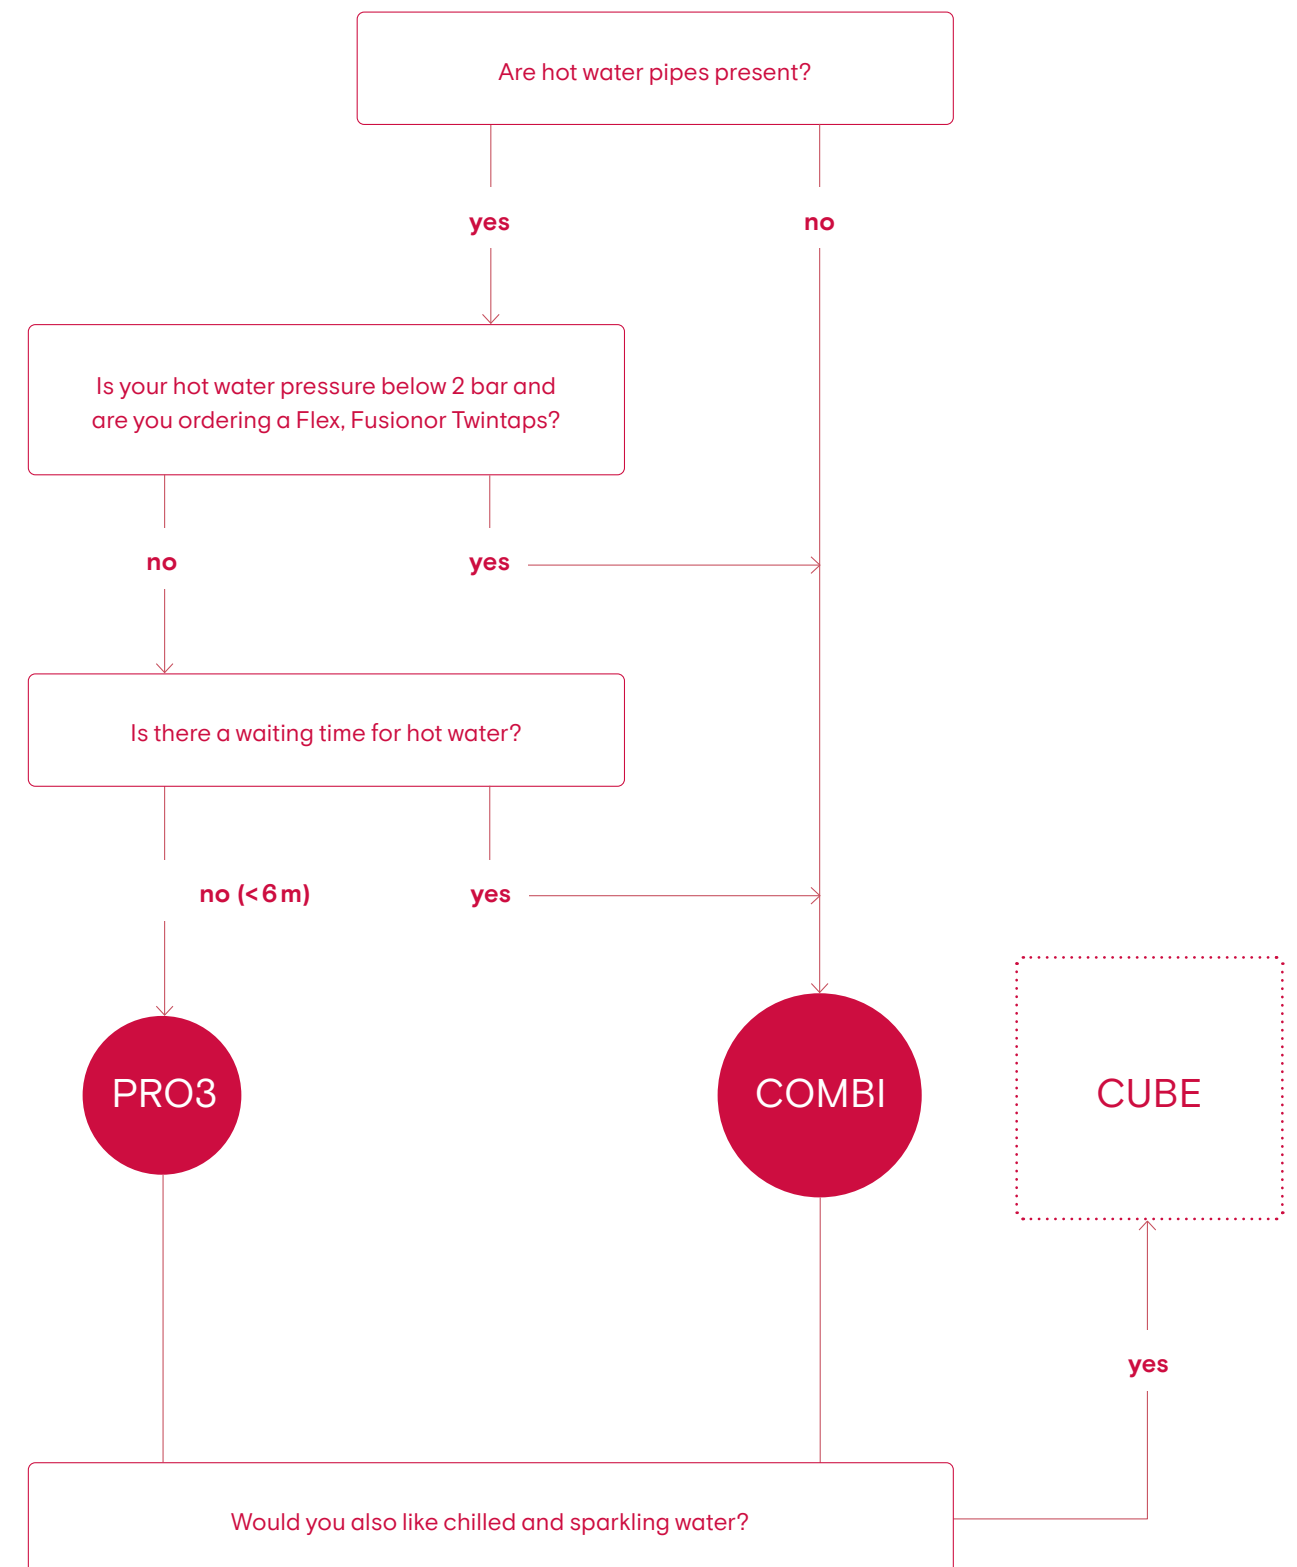 Are hot water pipes present?
yes
no
Is your hot water pressure below 2 bar and
are you ordering a Flex, Fusionor Twintaps?
no
yes
Is there a waiting time for hot water?
no (<6 m)
yes
PRO3
COMBI
CUBE
yes
Would you also like chilled and sparkling water?